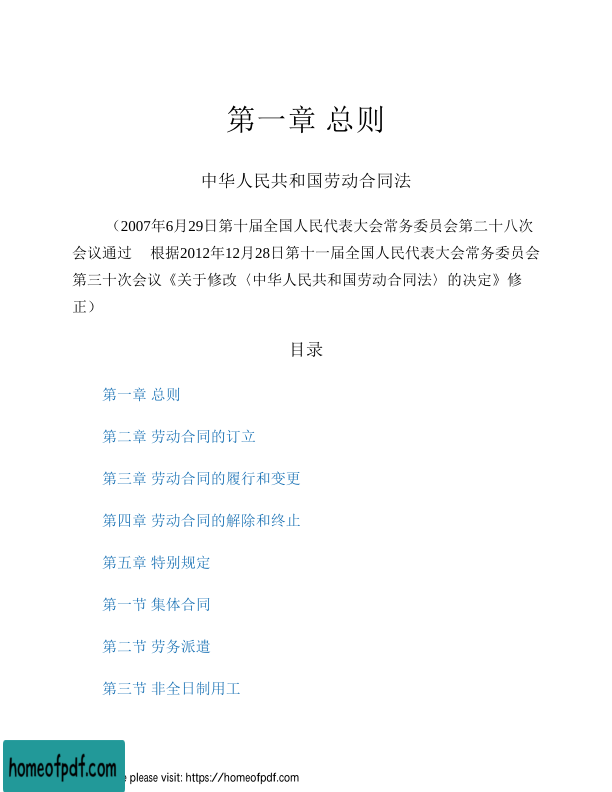 第一章 总则
中华人民共和国劳动合同法
（2007年6月29日第十届全国人民代表大会常务委员会第二十八次
会议通过　根据2012年12月28日第十一届全国人民代表大会常务委员会
第三十次会议《关于修改〈中华人民共和国劳动合同法〉的决定》修
正）
目录
第一章 总则
第二章 劳动合同的订立
第三章 劳动合同的履行和变更
第四章 劳动合同的解除和终止
第五章 特别规定
第一节 集体合同
第二节 劳务派遣
第三节 非全日制用工
homeofpdf.com
please visit: https://homeofpdf.com